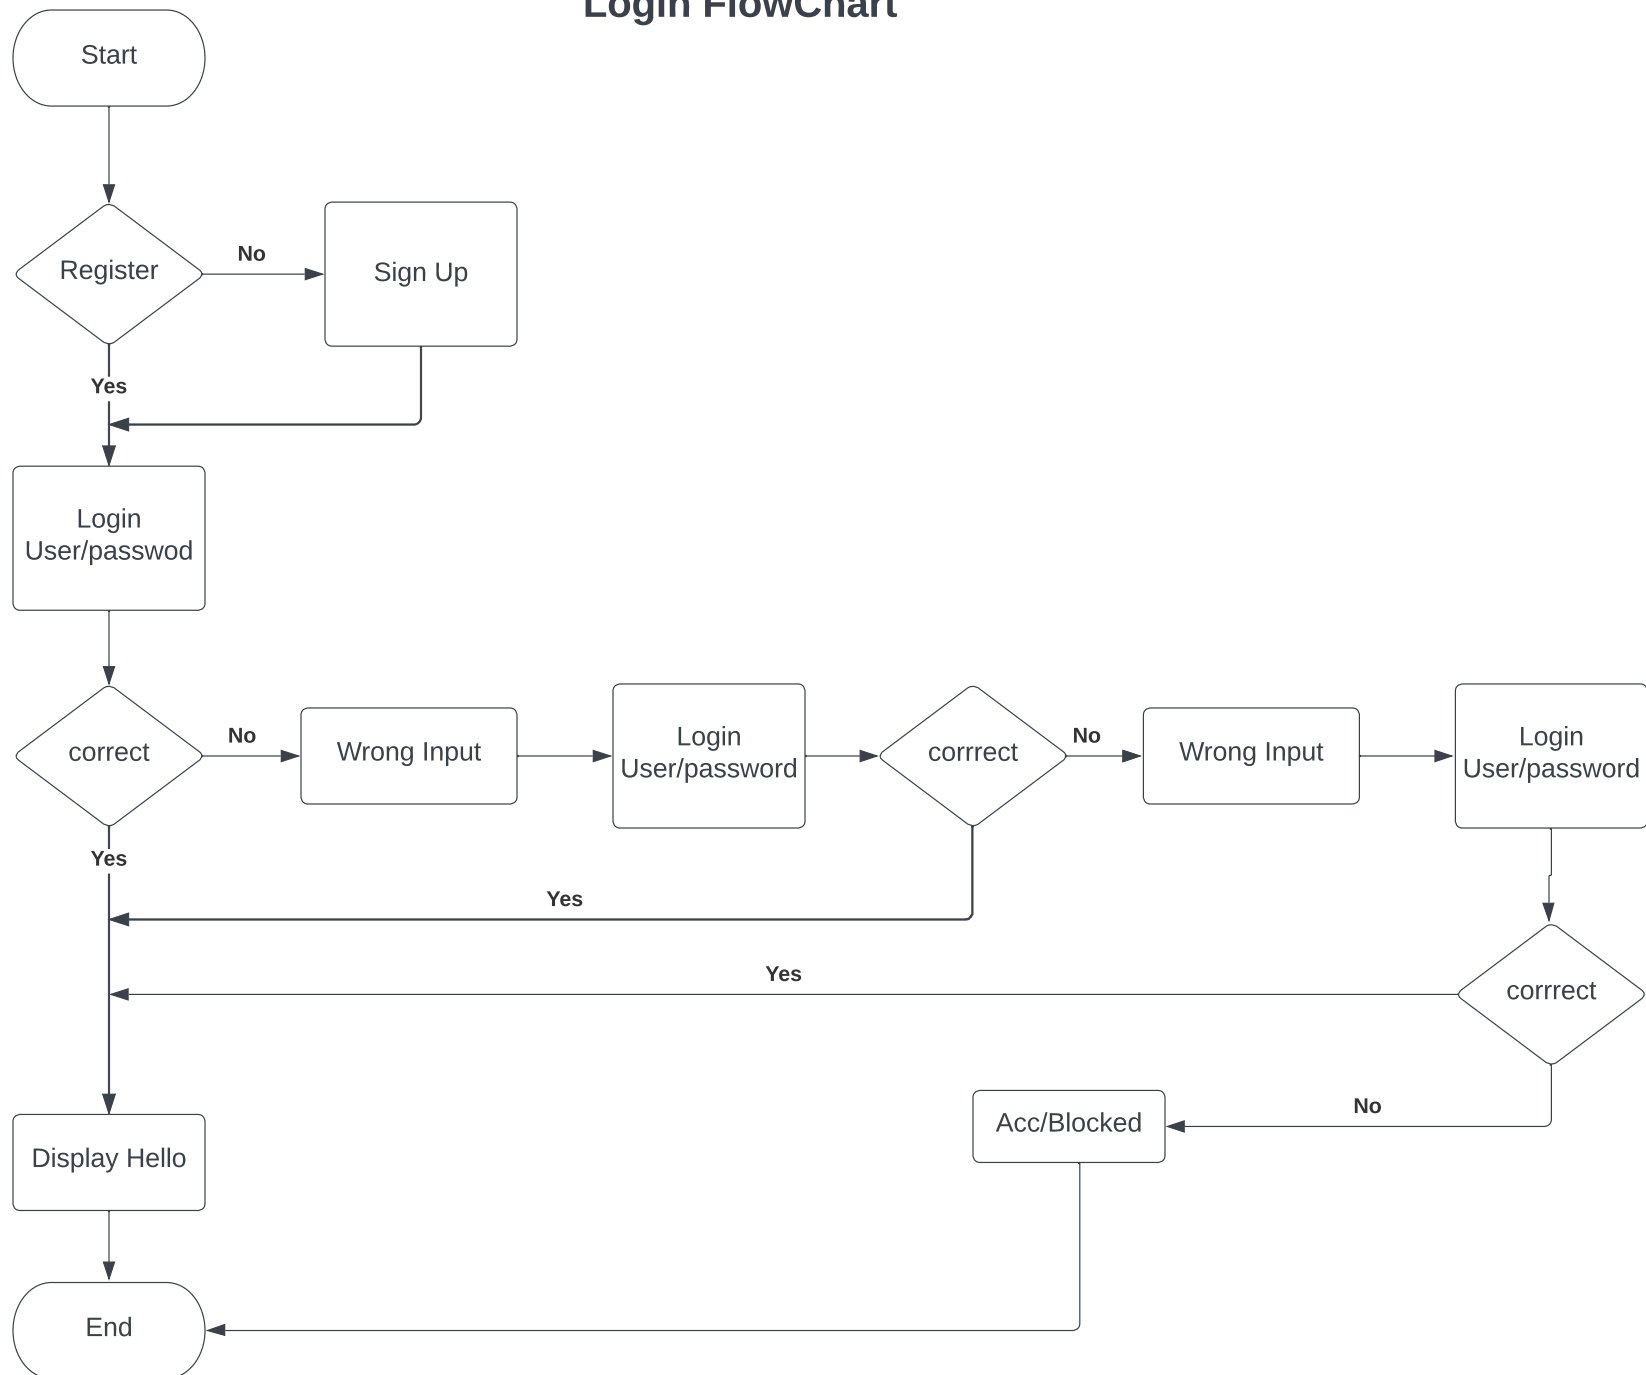 Login FlowChart
Start
Register
No
Sign Up
Yes
Login
User/passwod
correct
No
Wrong Input
Login
User/password
corrrect
No
Wrong Input
Login
User/password
Yes
Yes
Yes
corrrect
No
Acc/Blocked
Display Hello
End